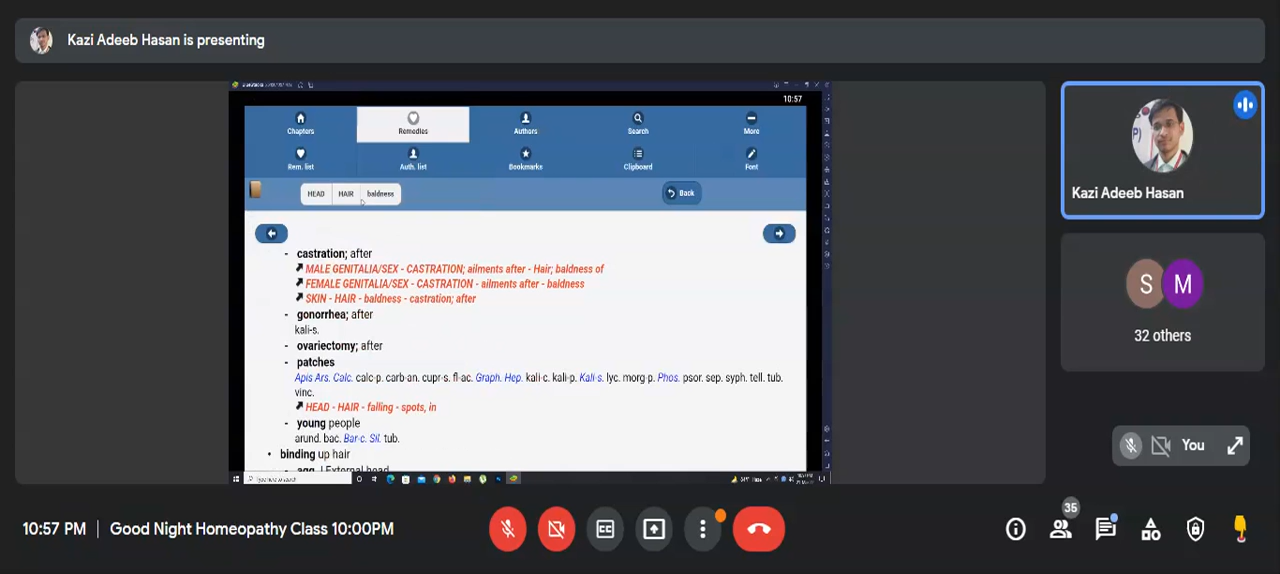 Kazi Adeeb Hasan is presenting
10:57
Chapters
Remedies
Authors
Search
More
Rem. list
Auth. list
Bookmarks
Clipboard
Font
HEAD HAIR baldness
Back
- castration; after
MALE GENITALIA/SEX - CASTRATION; ailments after - Hair; baldness of
FEMALE GENITALIA/SEX - CASTRATION - ailments after - baldness
SKIN - HAIR - baldness - castration; after
- gonorrhea; after
kali-s.
- ovariectomy; after
- patches
Apis Ars. Calc. calc-p. carb-an. cupr-s. fl-ac. Graph. Hep. kali-c. kali-p. Kali-s. lyc. morg-p. Phos. psor. sep. syph. tell. tub.
vinc.
HEAD - HAIR - falling - spots, in
- young people
arund. bac. Bar-c. Sil. tub.
• binding up hair
Type here to search
Kazi Adeeb Hasan
S M
32 others
You
10:57 PM | Good Night Homeopathy Class 10:00PM
CC
35